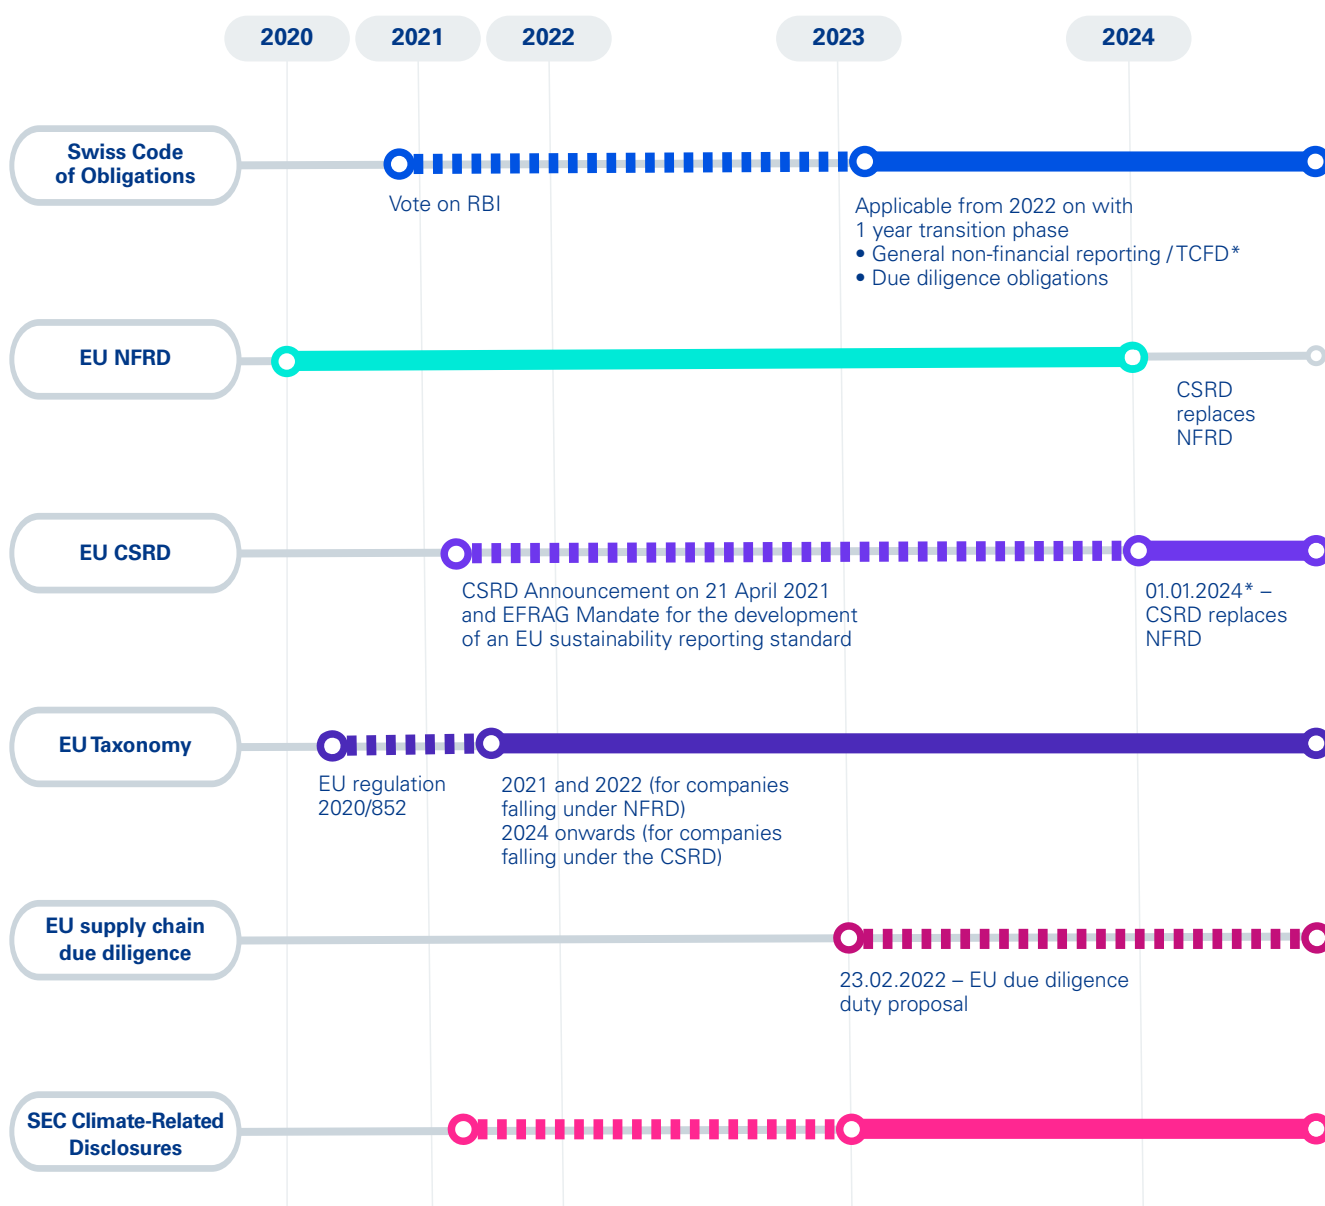 2020
2021
2022
2023
2024
Swiss Code
of Obligations
Vote on RBI
Applicable from 2022 on with
1 year transition phase
• General non-financial reporting / TCFD*
• Due diligence obligations
EU NFRD
CSRD
replaces
NFRD
EU CSRD
CSRD Announcement on 21 April 2021
and EFRAG Mandate for the development
of an EU sustainability reporting standard
01.01.2024* –
CSRD replaces
NFRD
EU Taxonomy
EU regulation
2020/852
2021 and 2022 (for companies
falling under NFRD)
2024 onwards (for companies
falling under the CSRD)
EU supply chain
due diligence
23.02.2022 – EU due diligence
duty proposal
SEC Climate-Related
Disclosures